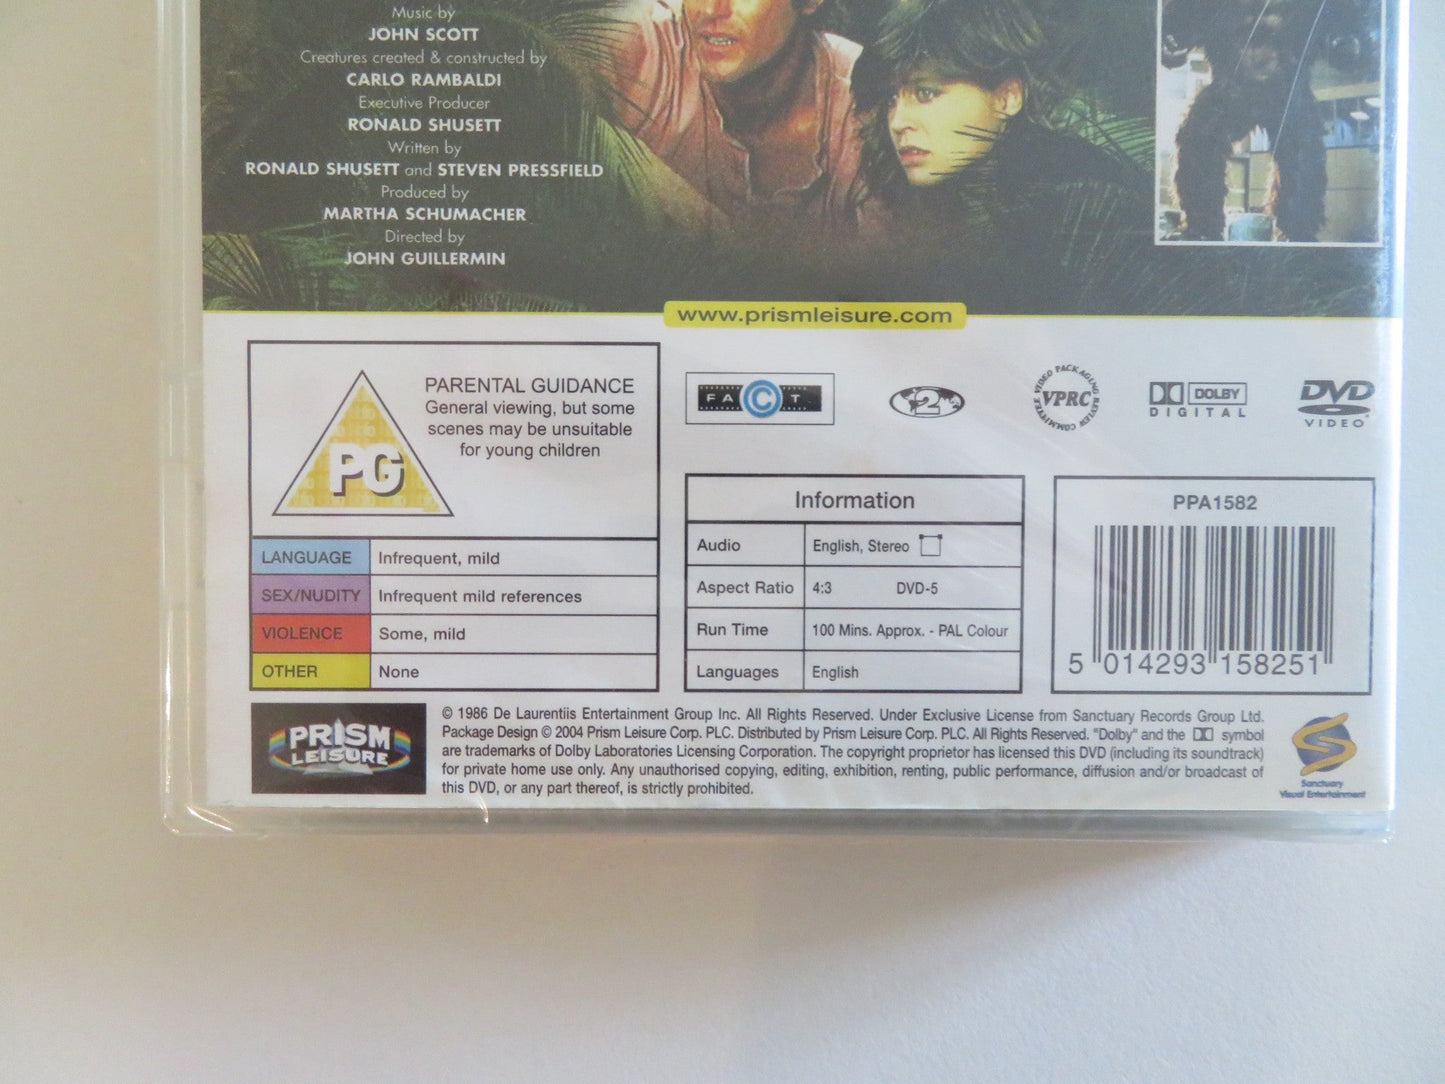 Music by
JOHN SCOTT
Creatures created & constructed by
CARLO RAMBALDI
Executive Producer
RONALD SHUSETT
Written by
RONALD SHUSETT and STEVEN PRESSFIELD
Produced by
MARTHA SCHUMACHER
Directed by
JOHN GUILLERMIN
www.prismleisure.com
PG
PARENTAL GUIDANCE
General viewing, but some
scenes may be unsuitable
for young children
LANGUAGE Infrequent, mild
SEX/NUDITY Infrequent mild references
VIOLENCE Some, mild
OTHER None
FACT
2
VIDEO PACKAGING REVIEW COMMITTEE
VPRC
DOLBY
DIGITAL
DVD
VIDEO
Information
Audio English, Stereo
Aspect Ratio 4:3 DVD-5
Run Time 100 Mins. Approx. - PAL Colour
Languages English
PPA1582
5 014293 158251
PRISM
LEISURE
© 1986 De Laurentiis Entertainment Group Inc. All Rights Reserved. Under Exclusive License from Sanctuary Records Group Ltd.
Package Design © 2004 Prism Leisure Corp. PLC. Distributed by Prism Leisure Corp. PLC. All Rights Reserved. "Dolby" and the symbol
are trademarks of Dolby Laboratories Licensing Corporation. The copyright proprietor has licensed this DVD (including its soundtrack)
for private home use only. Any unauthorised copying, editing, exhibition, renting, public performance, diffusion and/or broadcast of
this DVD, or any part thereof, is strictly prohibited.
Sanctuary
Visual Entertainment